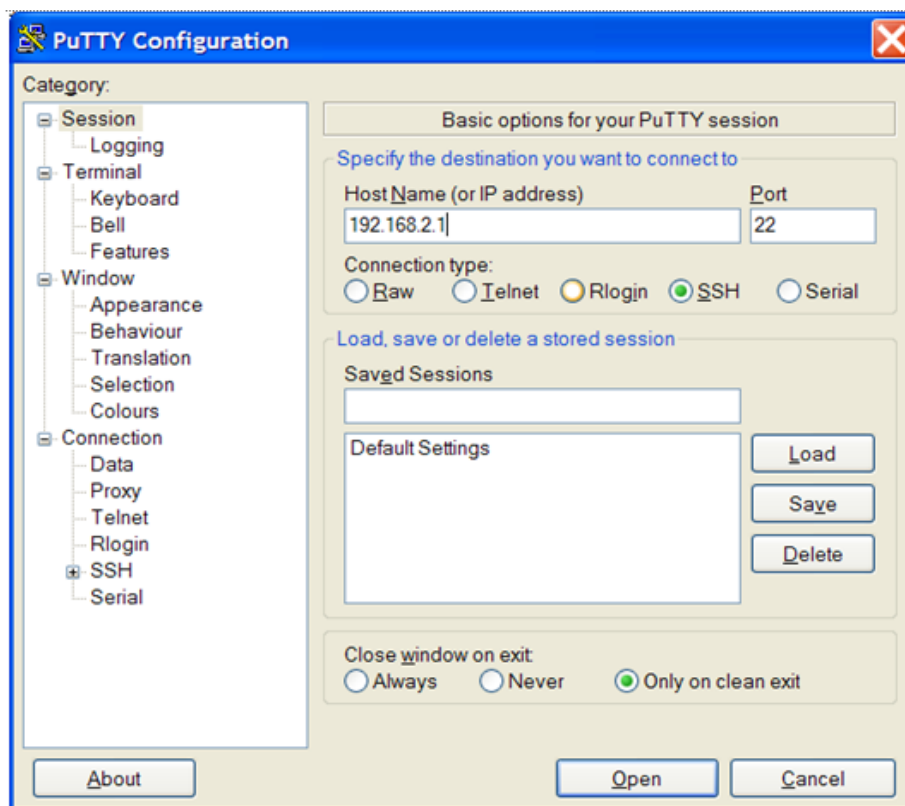 PuTTY Configuration
Category:
Session
Logging
Terminal
Keyboard
Bell
Features
Window
Appearance
Behaviour
Translation
Selection
Colours
Connection
Data
Proxy
Telnet
Rlogin
SSH
Serial
Basic options for your PuTTY session
Specify the destination you want to connect to
Host Name (or IP address) Port
192.168.2.1 22
Connection type:
Raw Telnet Rlogin SSH Serial
Load, save or delete a stored session
Saved Sessions
Default Settings
Load
Save
Delete
Close window on exit:
Always Never Only on clean exit
About Open Cancel